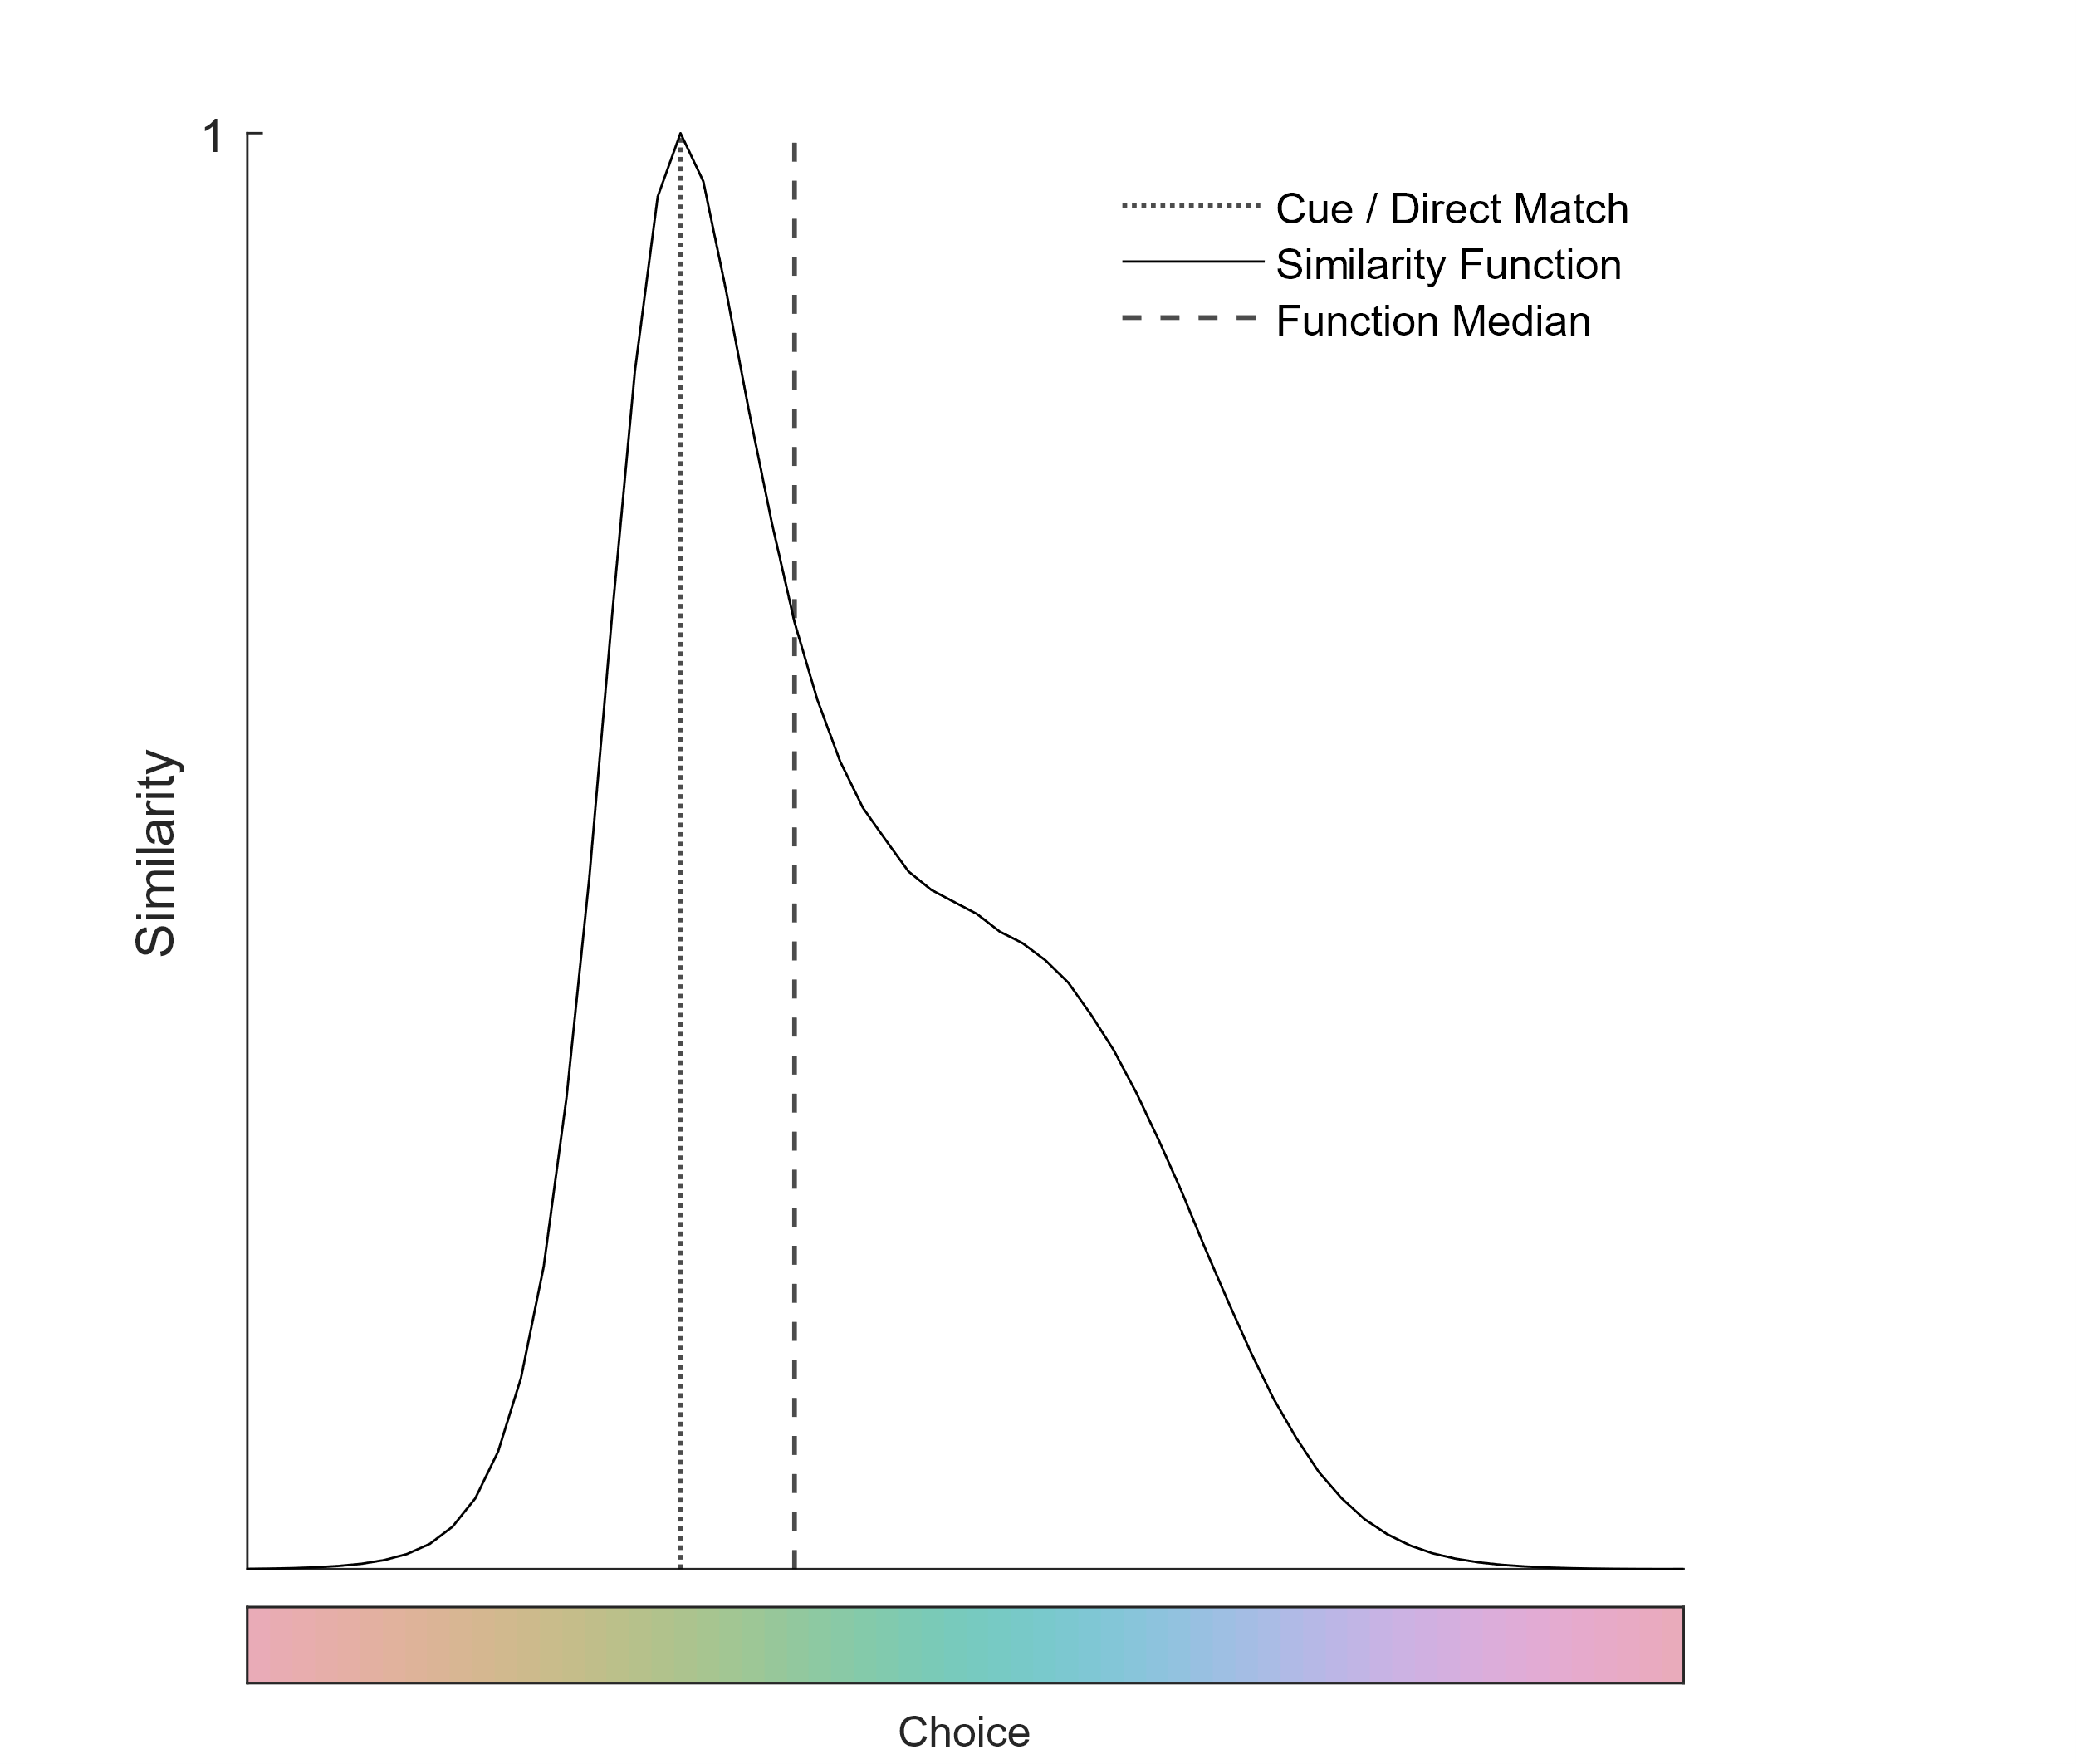 1
Cue / Direct Match
Similarity Function
Function Median
Similarity
Choice